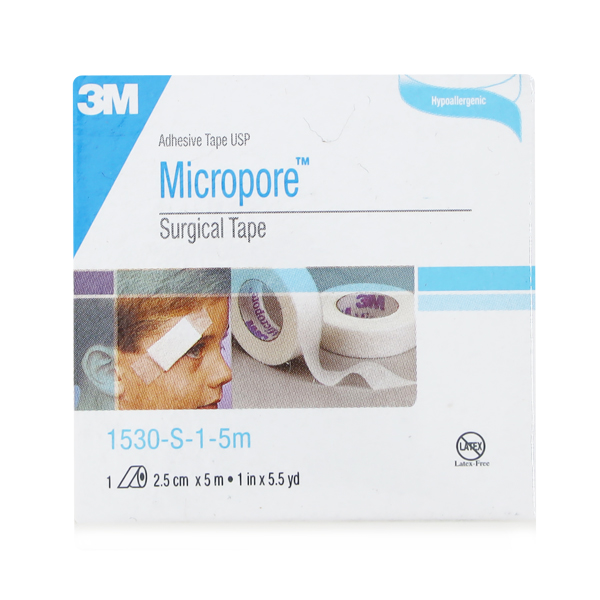 3M
Hypoallergenic
Adhesive Tape USP
Micropore™
Surgical Tape
3M
1530-S-1-5m
LATEX
Latex-Free
1 2.5 cm x 5 m • 1 in x 5.5 yd